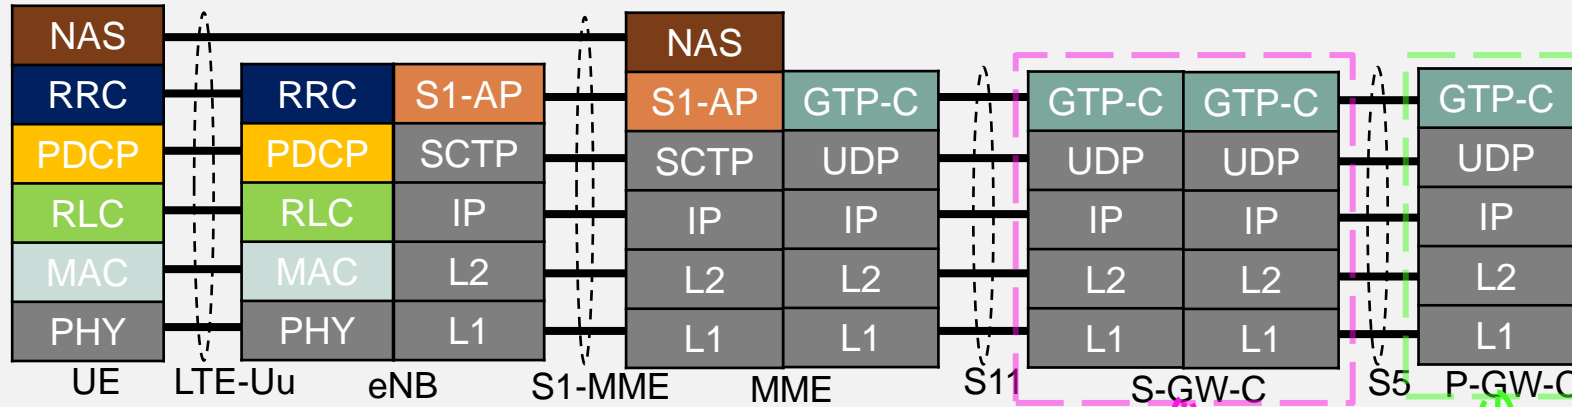 NAS NAS
RRC RRC S1-AP S1-AP GTP-C GTP-C GTP-C GTP-C
PDCP PDCP SCTP SCTP UDP UDP UDP UDP
RLC RLC IP IP IP IP IP IP
MAC MAC L2 L2 L2 L2 L2 L2
PHY PHY L1 L1 L1 L1 L1 L1
UE LTE-Uu eNB S1-MME MME S11 S-GW-C S5 P-GW-C